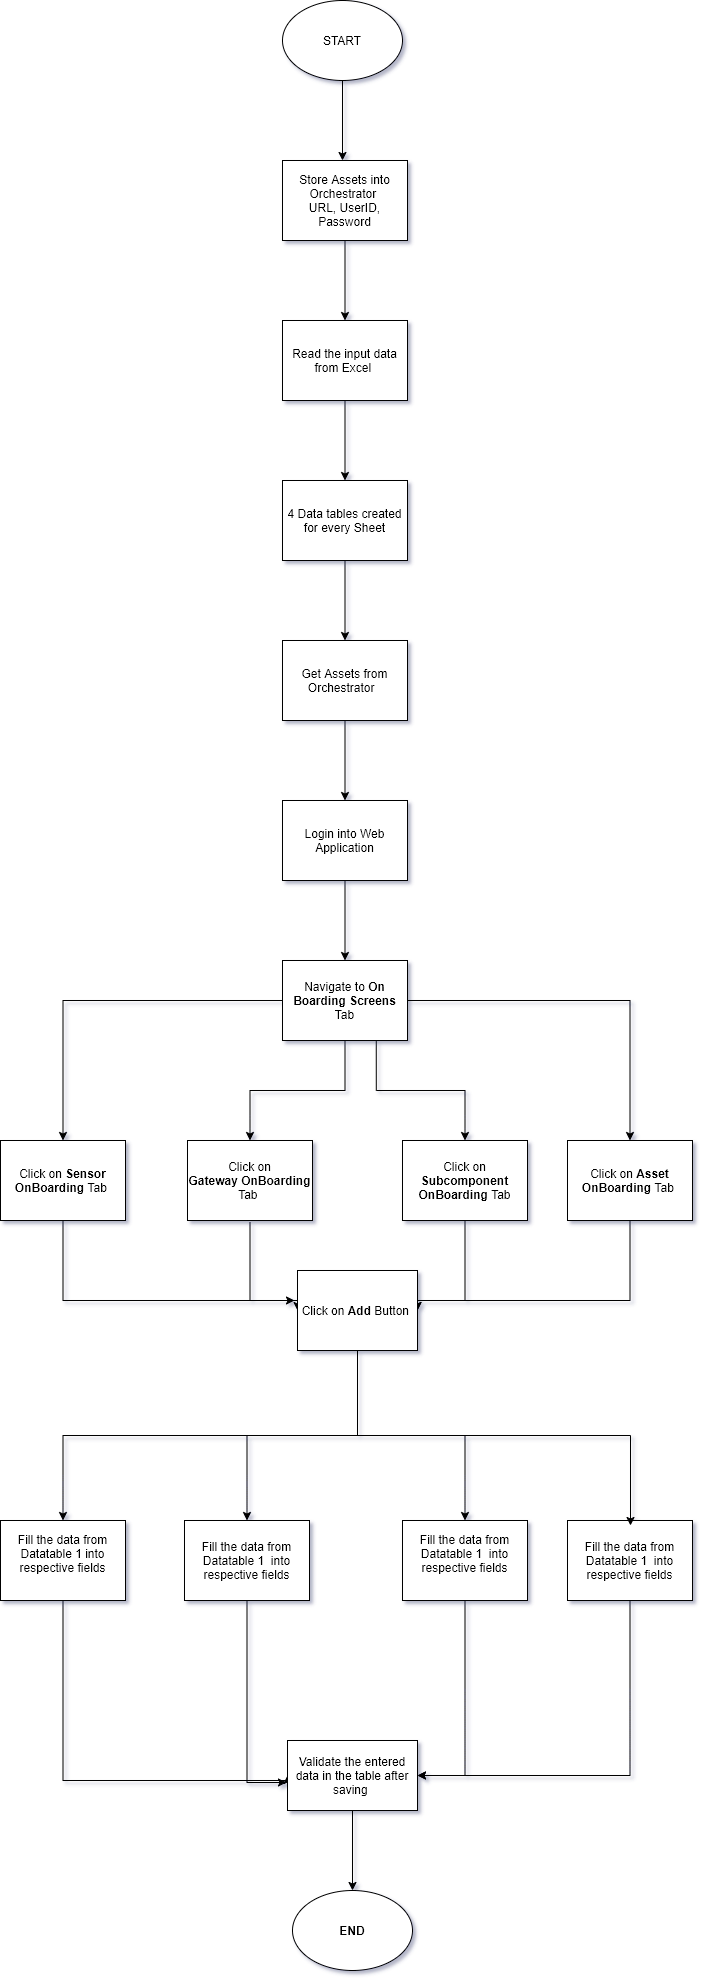 START
Store Assets into
Orchestrator
URL, UserID,
Password
Read the input data
from Excel
4 Data tables created
for every Sheet
Get Assets from
Orchestrator
Login into Web
Application
Navigate to On
Boarding Screens
Tab
Click on Sensor
OnBoarding Tab
Click on
Gateway OnBoarding
Tab
Click on
Subcomponent
OnBoarding Tab
Click on Asset
OnBoarding Tab
Click on Add Button
Fill the data from
Datatable 1 into
respective fields
Fill the data from
Datatable 1 into
respective fields
Fill the data from
Datatable 1 into
respective fields
Fill the data from
Datatable 1 into
respective fields
Validate the entered
data in the table after
saving
END